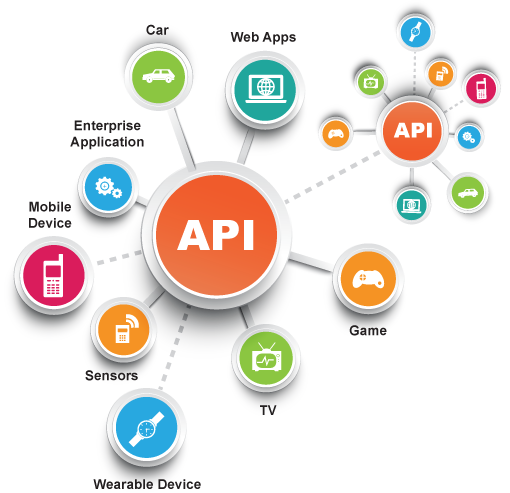 Car
Web Apps
Enterprise
Application
API
Mobile
Device
API
Game
Sensors
TV
Wearable Device